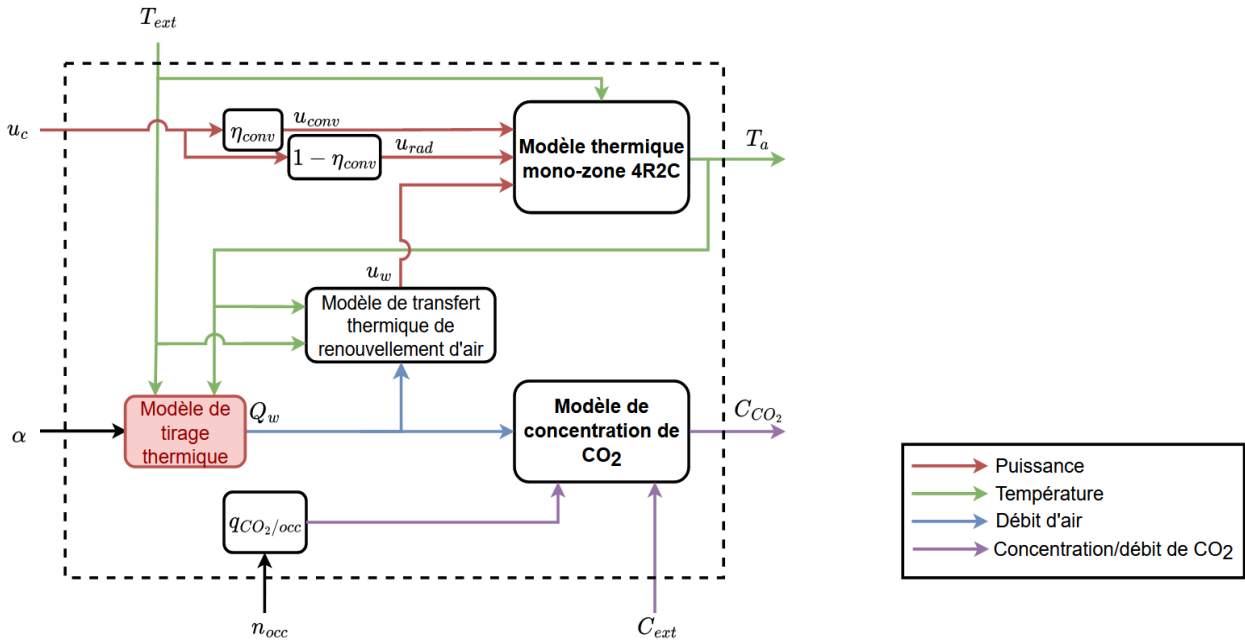 T_ext
u_c
η_conv
u_conv
1 − η_conv
u_rad
Modèle thermique
mono-zone 4R2C
T_a
u_w
Modèle de transfert
thermique de
renouvellement d'air
α
Modèle de
tirage
thermique
Q_w
Modèle de
concentration de
CO₂
C_CO₂
q_CO₂/occ
n_occ
C_ext
Puissance
Température
Débit d'air
Concentration/débit de CO₂